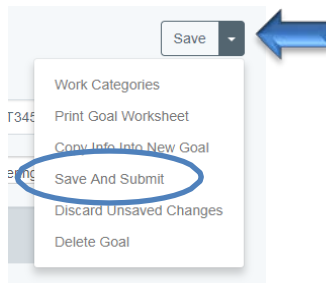 Save
Work Categories
Print Goal Worksheet
T345
Copy Info Into New Goal
Save And Submit
Discard Unsaved Changes
Delete Goal